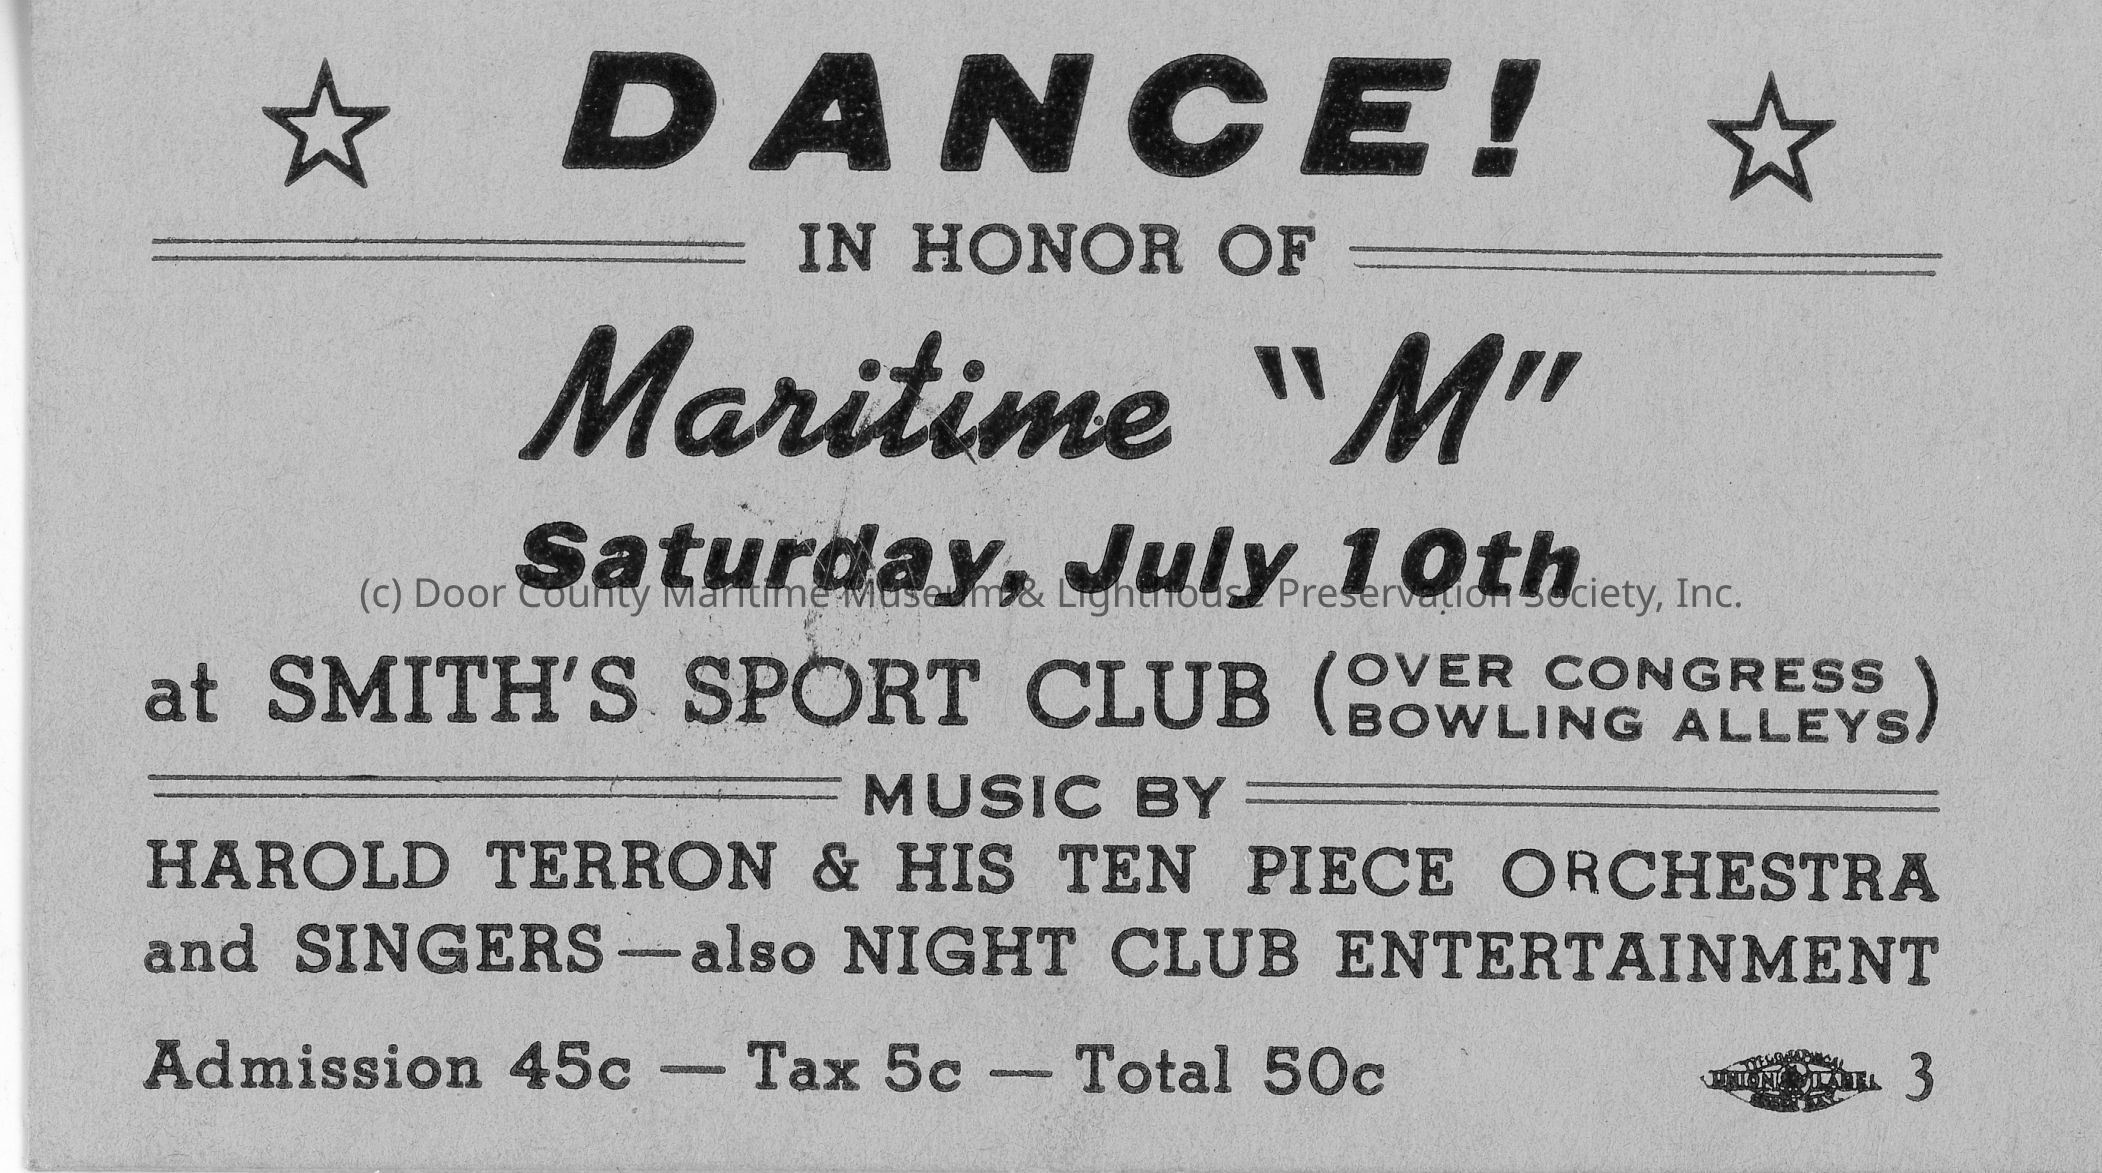 DANCE!
IN HONOR OF
Maritime "M"
Saturday, July 10th
(c) Door County Maritime Museum & Lighthouse Preservation Society, Inc.
at SMITH'S SPORT CLUB (OVER CONGRESS
BOWLING ALLEYS)
MUSIC BY
HAROLD TERRON & HIS TEN PIECE ORCHESTRA
and SINGERS—also NIGHT CLUB ENTERTAINMENT
Admission 45c — Tax 5c — Total 50c
UNION LABEL 3